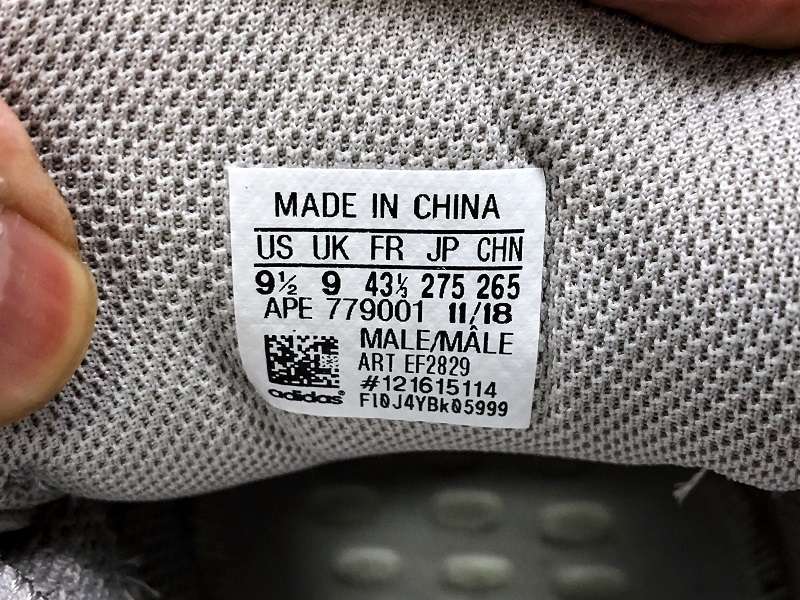 MADE IN CHINA
US UK FR JP CHN
9½ 9 43⅓ 275 265
APE 779001 11/18
MALE/MÂLE
ART EF2829
#121615114
adidas FI0J4YBk05999